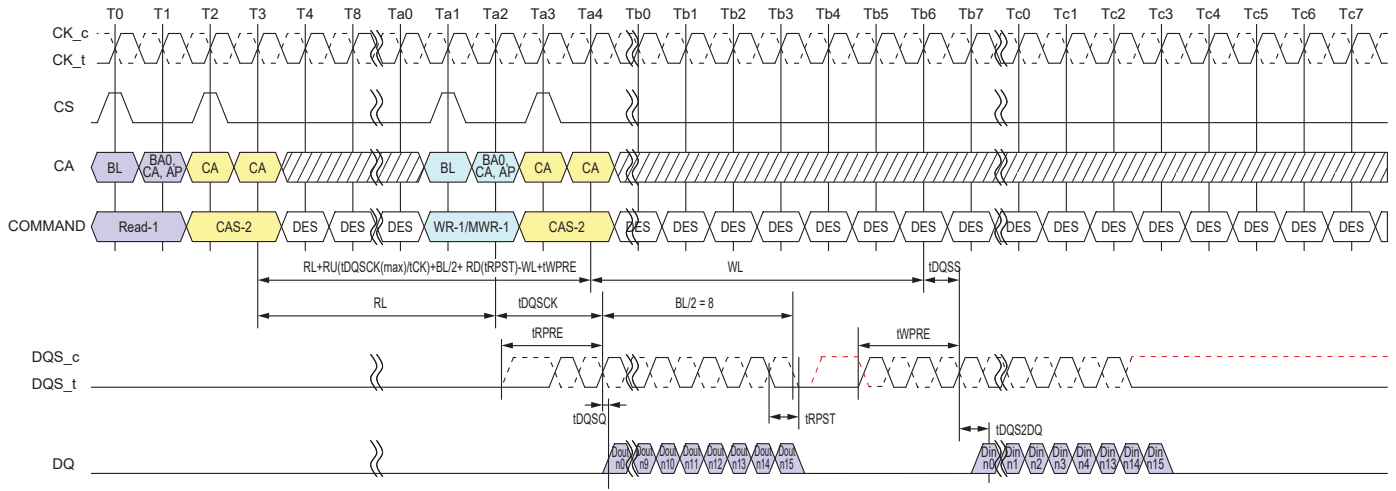 T0 T1 T2 T3 T4 T8 Ta0 Ta1 Ta2 Ta3 Ta4 Tb0 Tb1 Tb2 Tb3 Tb4 Tb5 Tb6 Tb7 Tc0 Tc1 Tc2 Tc3 Tc4 Tc5 Tc6 Tc7
CK_c
CK_t
CS
CA BL BA0, CA, AP CA CA BL BA0, CA, AP CA CA
COMMAND Read-1 CAS-2 DES DES DES WR-1/MWR-1 CAS-2 DES DES DES DES DES DES DES DES DES DES DES DES DES DES DES DES
RL+RU(tDQSCK(max)/tCK)+BL/2+ RD(tRPST)-WL+tWPRE WL tDQSS
RL tDQSCK BL/2 = 8
tRPRE tWPRE
DQS_c
DQS_t
tDQSQ tRPST tDQS2DQ
DQ Dout n0 Dout n9 Dout n10 Dout n11 Dout n12 Dout n13 Dout n14 Dout n15 Din n0 Din n1 Din n2 Din n3 Din n4 Din n13 Din n14 Din n15